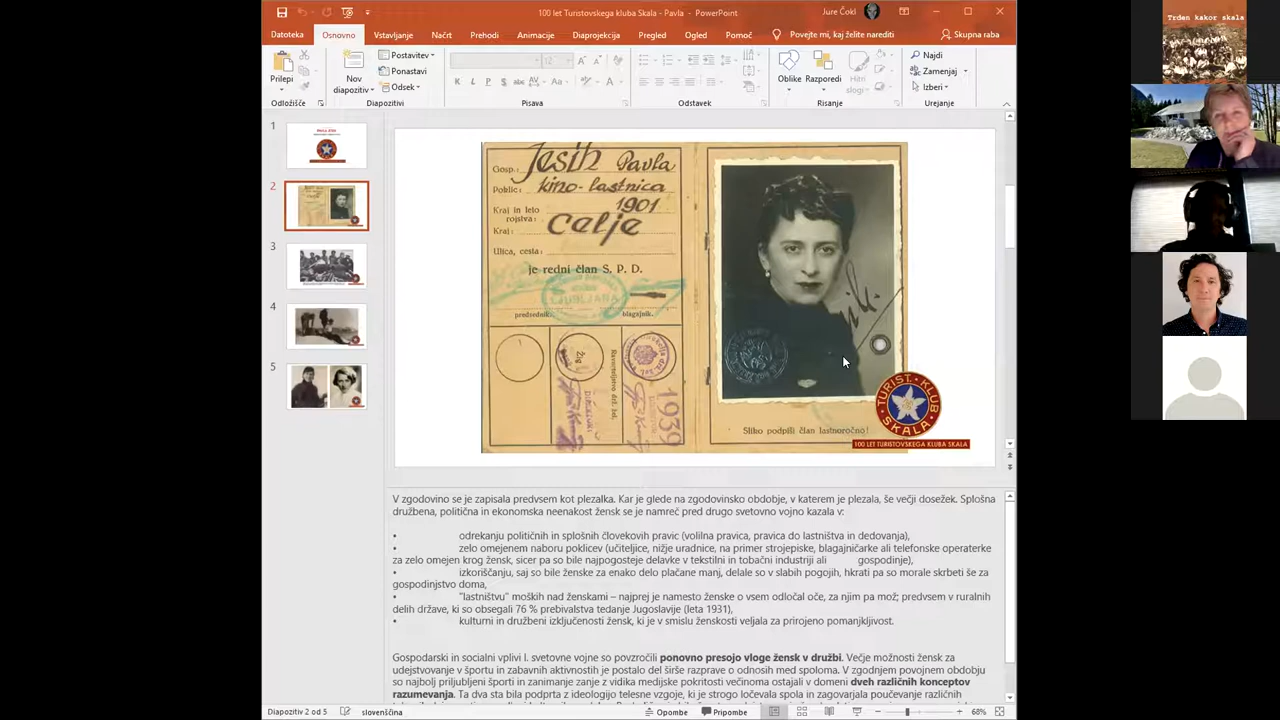 100 let Turistovskega kluba Skala - Pavla - PowerPoint
Jure Čokl
Datoteka Osnovno Vstavljanje Načrt Prehodi Animacije Diaprojekcija Pregled Ogled Pomoč Povejte mi, kaj želite narediti Skupna raba
Prilepi
Nov
diapozitiv
Postavitev
Ponastavi
Odsek
12
K L P S
Aa
Oblike
Razporedi
Hitri
slogi
Najdi
Zamenjaj
Izberi
Odložišče Diapozitivi Pisava Odstavek Risanje Urejanje
1
2
3
4
5
Gosp.: Jesih Pavla
Poklic: kino-lastnica
Kraj in leto
rojstva: 1901
Kraj: Celje
Ulica, cesta:
je redni član S. P. D.
LJUBLJANA
predsednik: blagajnik.
1939
Sliko podpiši član lastnoročno!
TURIST. KLUB
SKALA
100 LET TURISTOVSKEGA KLUBA SKALA
V zgodovino se je zapisala predvsem kot plezalka. Kar je glede na zgodovinsko obdobje, v katerem je plezala, še večji dosežek. Splošna
družbena, politična in ekonomska neenakost žensk se je namreč pred drugo svetovno vojno kazala v:
• odrekanju političnih in splošnih človekovih pravic (volilna pravica, pravica do lastništva in dedovanja),
• zelo omejenem naboru poklicev (učiteljice, nižje uradnice, na primer strojepiske, blagajničarke ali telefonske operaterke
za zelo omejen krog žensk, sicer pa so bile najpogosteje delavke v tekstilni in tobačni industriji ali gospodinje),
• izkoriščanju, saj so bile ženske za enako delo plačane manj, delale so v slabih pogojih, hkrati pa so morale skrbeti še za
gospodinjstvo doma,
• "lastništvu" moških nad ženskami – najprej je namesto ženske o vsem odločal oče, za njim pa mož; predvsem v ruralnih
delih države, ki so obsegali 76 % prebivalstva tedanje Jugoslavije (leta 1931),
• kulturni in družbeni izključenosti žensk, ki je v smislu ženskosti veljala za prirojeno pomanjkljivost.
Gospodarski in socialni vplivi I. svetovne vojne so povzročili ponovno presojo vloge žensk v družbi. Večje možnosti žensk za
udejstvovanje v športu in zabavnih aktivnostih je postalo del širše razprave o odnosih med spoloma. V zgodnjem povojnem obdobju
so najbolj priljubljeni športi in zanimanje zanje z vidika medijske pokritosti večinoma ostajali v domeni dveh različnih konceptov
razumevanja. Ta dva sta bila podprta z ideologijo telesne vzgoje, ki je strogo ločevala spola in zagovarjala poučevanje različnih
Diapozitiv 2 od 5 slovenščina Opombe Pripombe 68%
Trden kakor skala